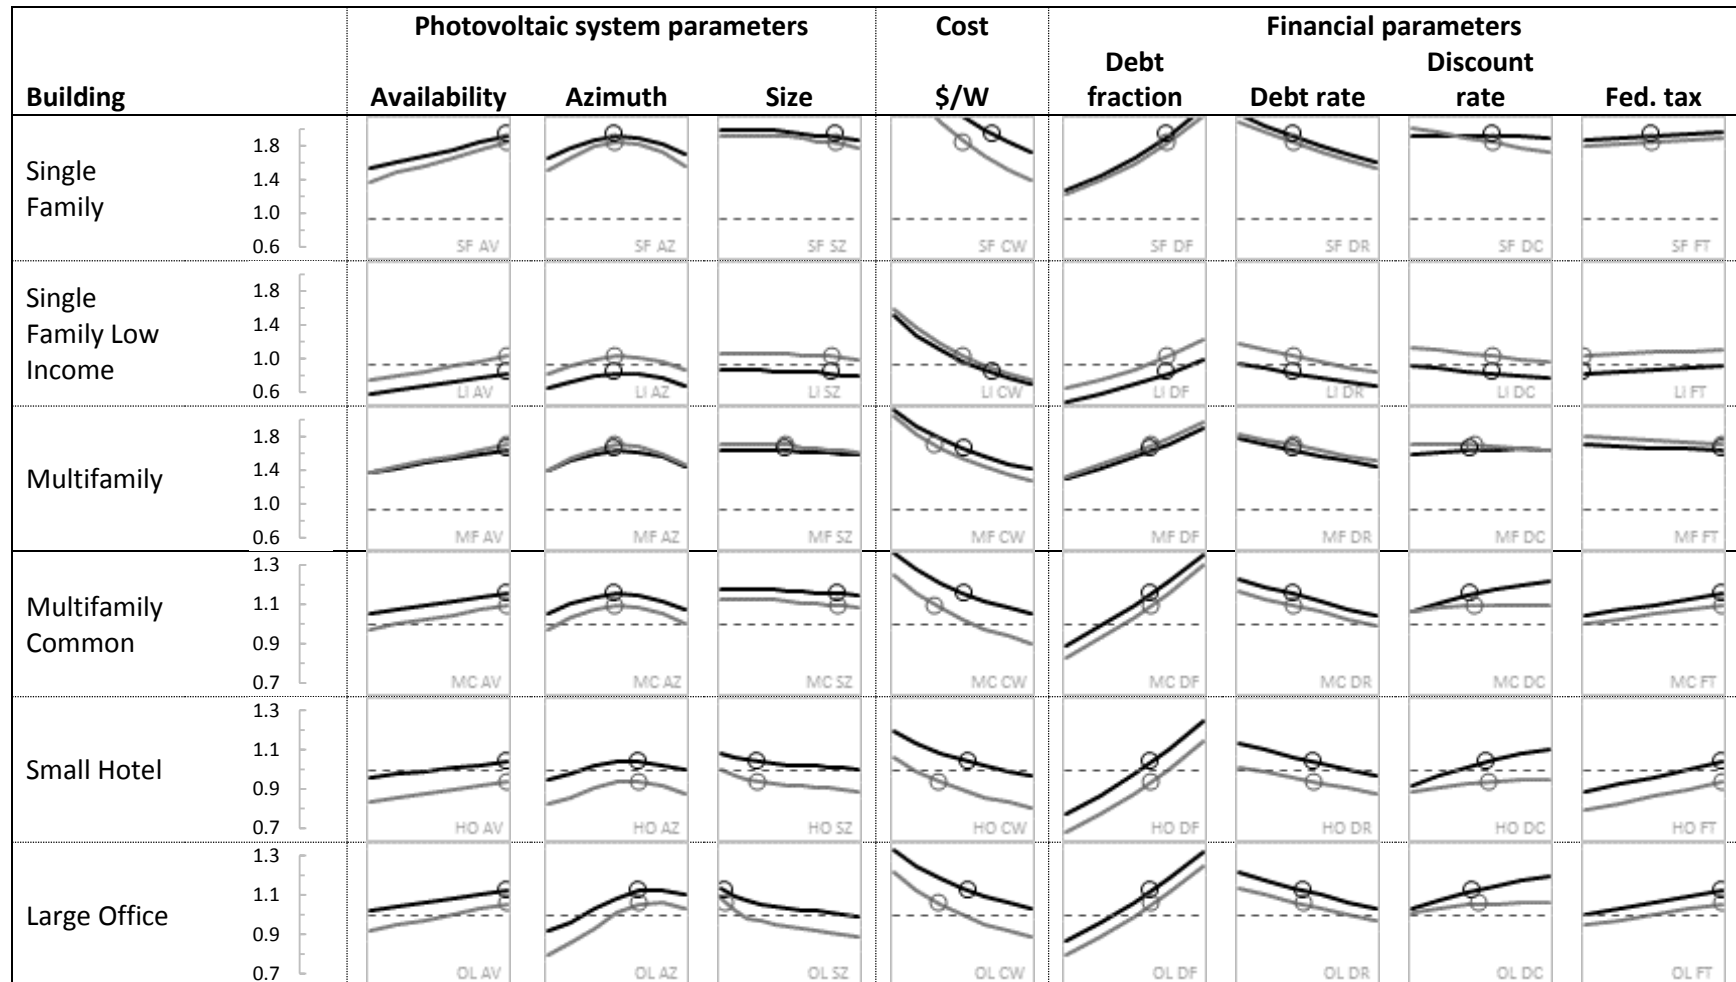 Photovoltaic system parameters Cost Financial parameters
Debt Discount
Building Availability Azimuth Size $/W fraction Debt rate rate Fed. tax
Single
Family
1.8
1.4
1.0
0.6
SF AV SF AZ SF SZ SF CW SF DF SF DR SF DC SF FT
Single
Family Low
Income
1.8
1.4
1.0
0.6
LI AV LI AZ LI SZ LI CW LI DF LI DR LI DC LI FT
Multifamily
1.8
1.4
1.0
0.6
MF AV MF AZ MF SZ MF CW MF DF MF DR MF DC MF FT
Multifamily
Common
1.3
1.1
0.9
0.7
MC AV MC AZ MC SZ MC CW MC DF MC DR MC DC MC FT
Small Hotel
1.3
1.1
0.9
0.7
HO AV HO AZ HO SZ HO CW HO DF HO DR HO DC HO FT
Large Office
1.3
1.1
0.9
0.7
OL AV OL AZ OL SZ OL CW OL DF OL DR OL DC OL FT